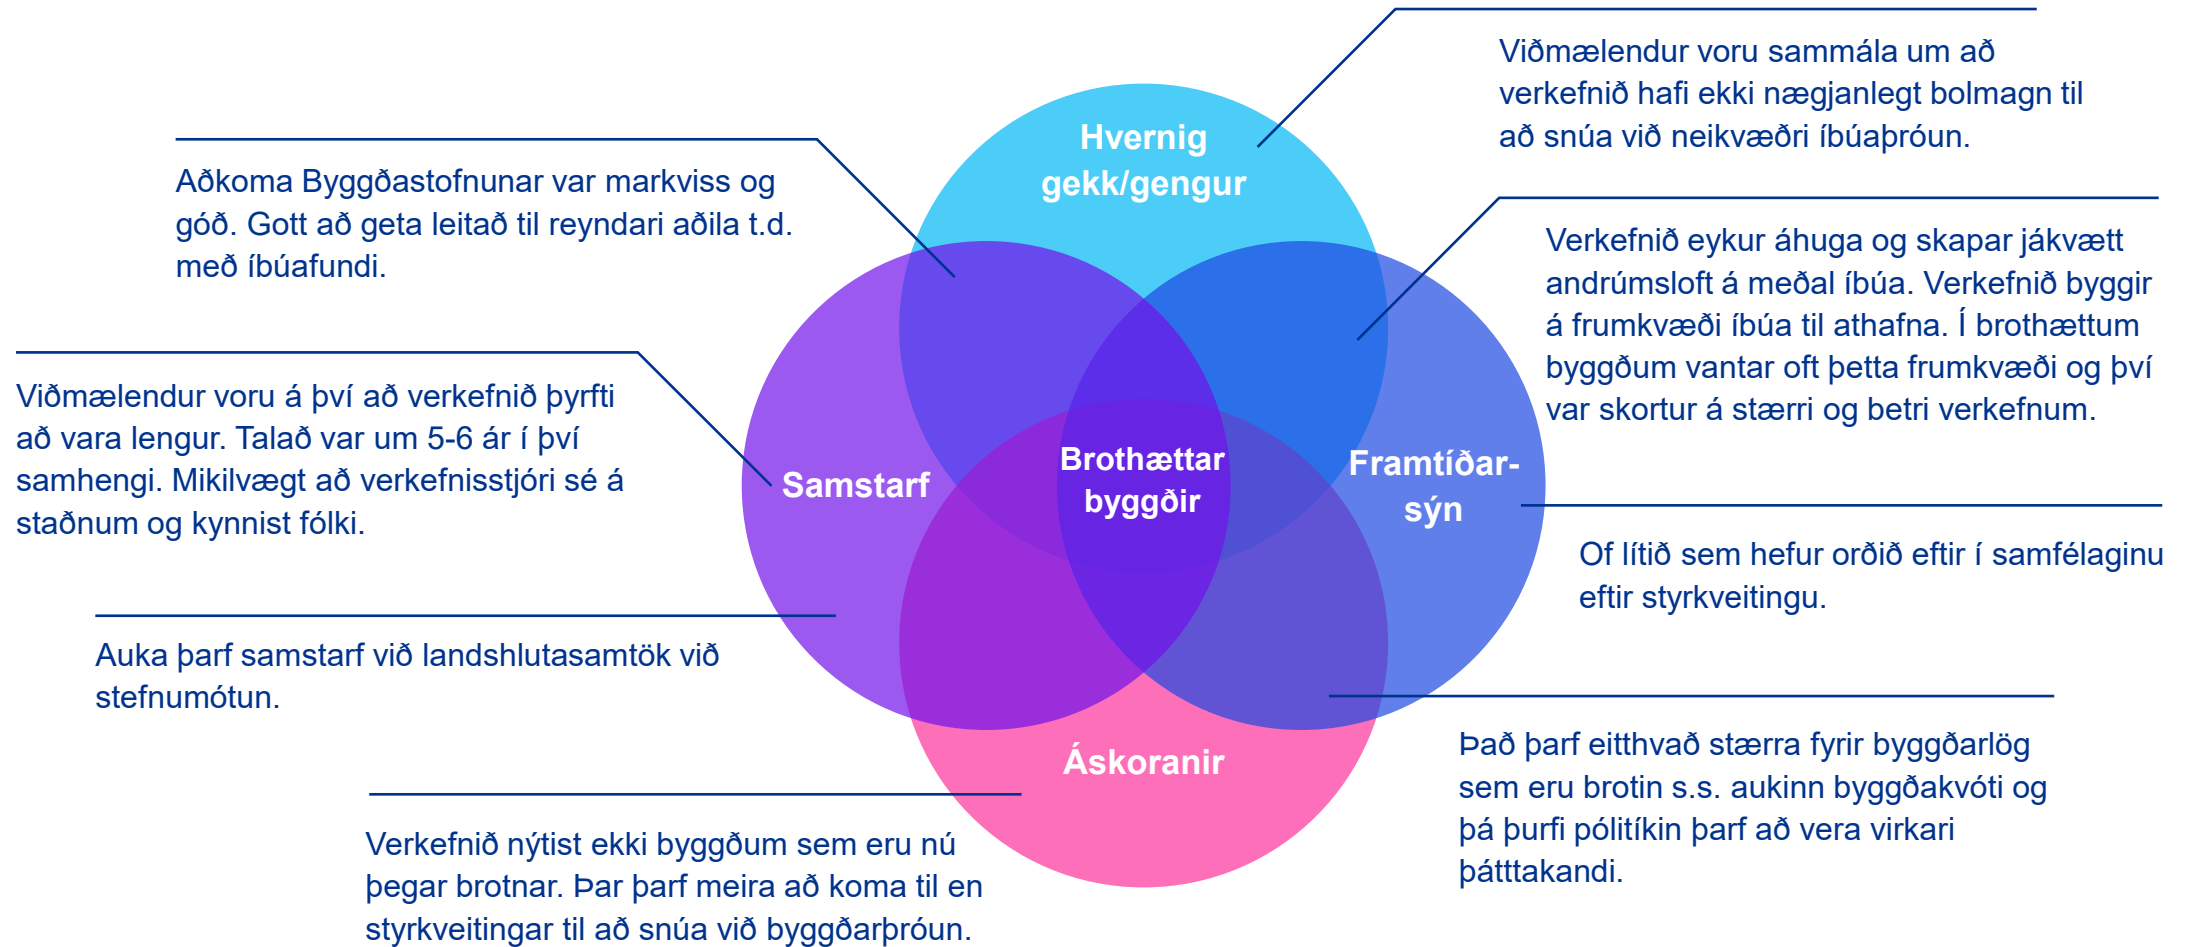 Viðmælendur voru sammála um að
verkefnið hafi ekki nægjanlegt bolmagn til
að snúa við neikvæðri íbúaþróun.
Hvernig
gekk/gengur
Aðkoma Byggðastofnunar var markviss og
góð. Gott að geta leitað til reyndari aðila t.d.
með íbúafundi.
Verkefnið eykur áhuga og skapar jákvætt
andrúmsloft á meðal íbúa. Verkefnið byggir
á frumkvæði íbúa til athafna. Í brothættum
byggðum vantar oft þetta frumkvæði og því
var skortur á stærri og betri verkefnum.
Viðmælendur voru á því að verkefnið þyrfti
að vara lengur. Talað var um 5-6 ár í því
samhengi. Mikilvægt að verkefnisstjóri sé á
staðnum og kynnist fólki.
Samstarf
Brothættar
byggðir
Framtíðar-
sýn
Of lítið sem hefur orðið eftir í samfélaginu
eftir styrkveitingu.
Auka þarf samstarf við landshlutasamtök við
stefnumótun.
Áskoranir
Það þarf eitthvað stærra fyrir byggðarlög
sem eru brotin s.s. aukinn byggðakvóti og
þá þurfi pólitíkin þarf að vera virkari
þátttakandi.
Verkefnið nýtist ekki byggðum sem eru nú
þegar brotnar. Þar þarf meira að koma til en
styrkveitingar til að snúa við byggðarþróun.